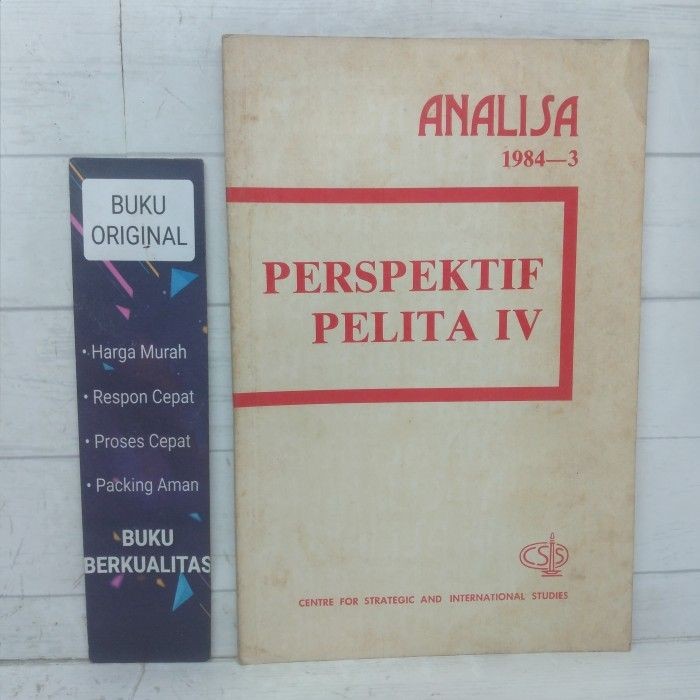 BUKU
ORIGINAL
• Harga Murah
• Respon Cepat
• Proses Cepat
• Packing Aman
BUKU
BERKUALITAS
ANALISA
1984—3
PERSPEKTIF
PELITA IV
CSIS
CENTRE FOR STRATEGIC AND INTERNATIONAL STUDIES